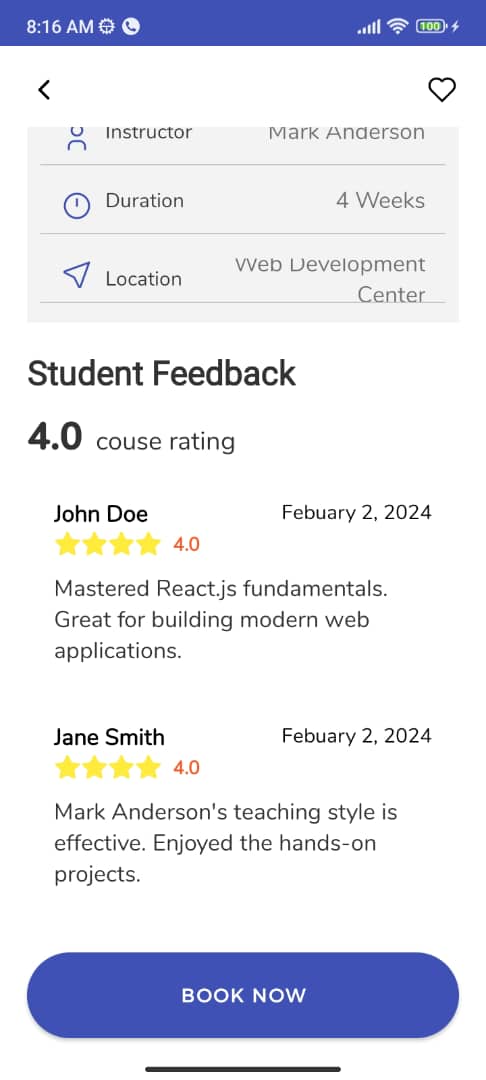 8:16 AM
100
Instructor
Mark Anderson
Duration
4 Weeks
Location
Web Development
Center
Student Feedback
4.0 couse rating
John Doe
Febuary 2, 2024
4.0
Mastered React.js fundamentals.
Great for building modern web
applications.
Jane Smith
Febuary 2, 2024
4.0
Mark Anderson's teaching style is
effective. Enjoyed the hands-on
projects.
BOOK NOW